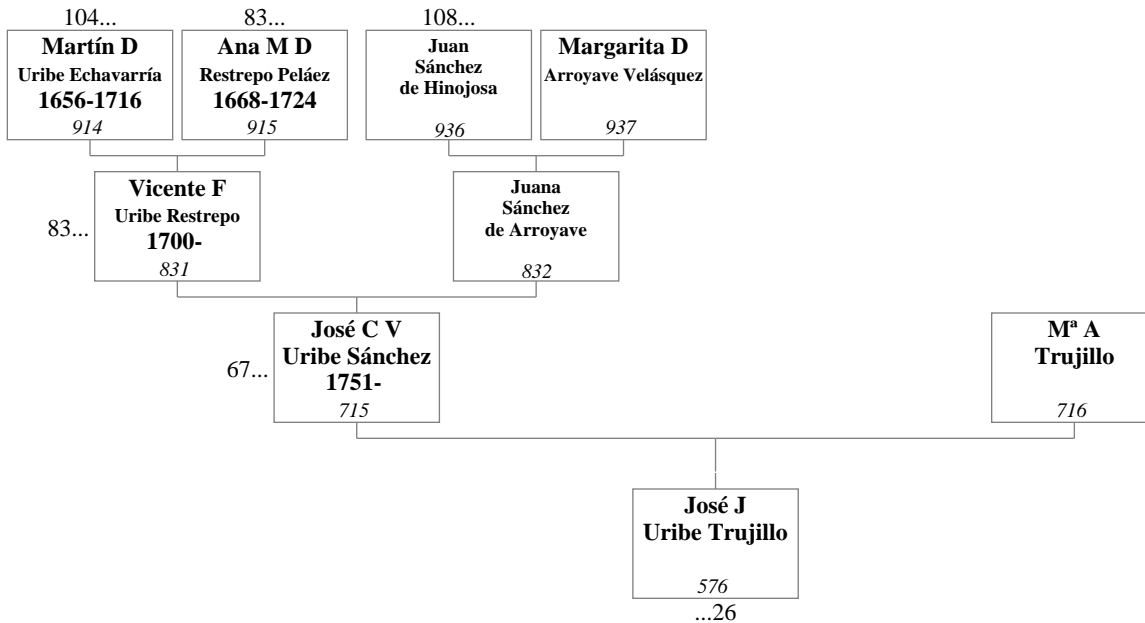 104...
83...
108...
Martín D
Uribe Echavarría
1656-1716
914
Ana M D
Restrepo Peláez
1668-1724
915
Juan
Sánchez
de Hinojosa
936
Margarita D
Arroyave Velásquez
937
83...
Vicente F
Uribe Restrepo
1700-
831
Juana
Sánchez
de Arroyave
832
67...
José C V
Uribe Sánchez
1751-
715
Mª A
Trujillo
716
José J
Uribe Trujillo
576
...26